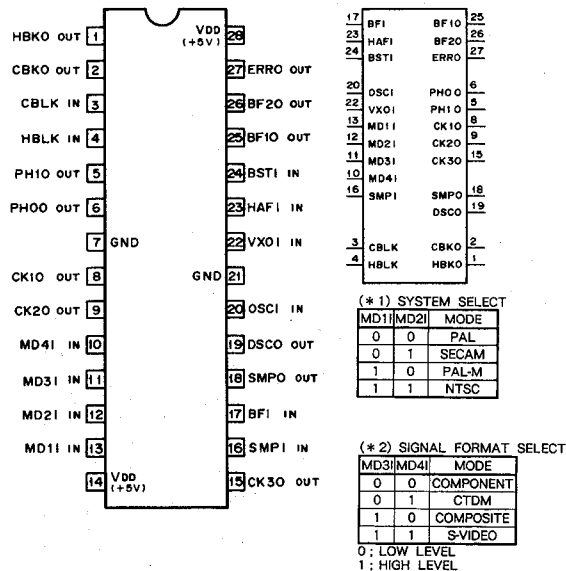 HBKO OUT 1
CBKO OUT 2
CBLK IN 3
HBLK IN 4
PH1O OUT 5
PHOO OUT 6
7 GND
CK1O OUT 8
CK2O OUT 9
MD4I IN 10
MD3I IN 11
MD2I IN 12
MD1I IN 13
14 VDD
(+5V)
VDD
(+5V) 28
27 ERRO OUT
26 BF2O OUT
25 BF1O OUT
24 BSTI IN
23 HAFI IN
22 VXOI IN
GND 21
20 OSCI IN
19 DSCO OUT
18 SMPO OUT
17 BFI IN
16 SMPI IN
15 CK3O OUT
17 BFI BF1O 25
23 HAFI BF2O 26
24 BSTI ERRO 27
20 OSCI PHOO 6
22 VXOI PH1O 5
13 MD1I CK1O 8
12 MD2I CK2O 9
11 MD3I CK3O 15
10 MD4I
16 SMPI SMPO 18
DSCO 19
3 CBLK CBKO 2
4 HBLK HBKO 1
(*1) SYSTEM SELECT
MD1I MD2I MODE
0 0 PAL
0 1 SECAM
1 0 PAL-M
1 1 NTSC
(*2) SIGNAL FORMAT SELECT
MD3I MD4I MODE
0 0 COMPONENT
0 1 CTDM
1 0 COMPOSITE
1 1 S-VIDEO
0 ; LOW LEVEL
1 ; HIGH LEVEL